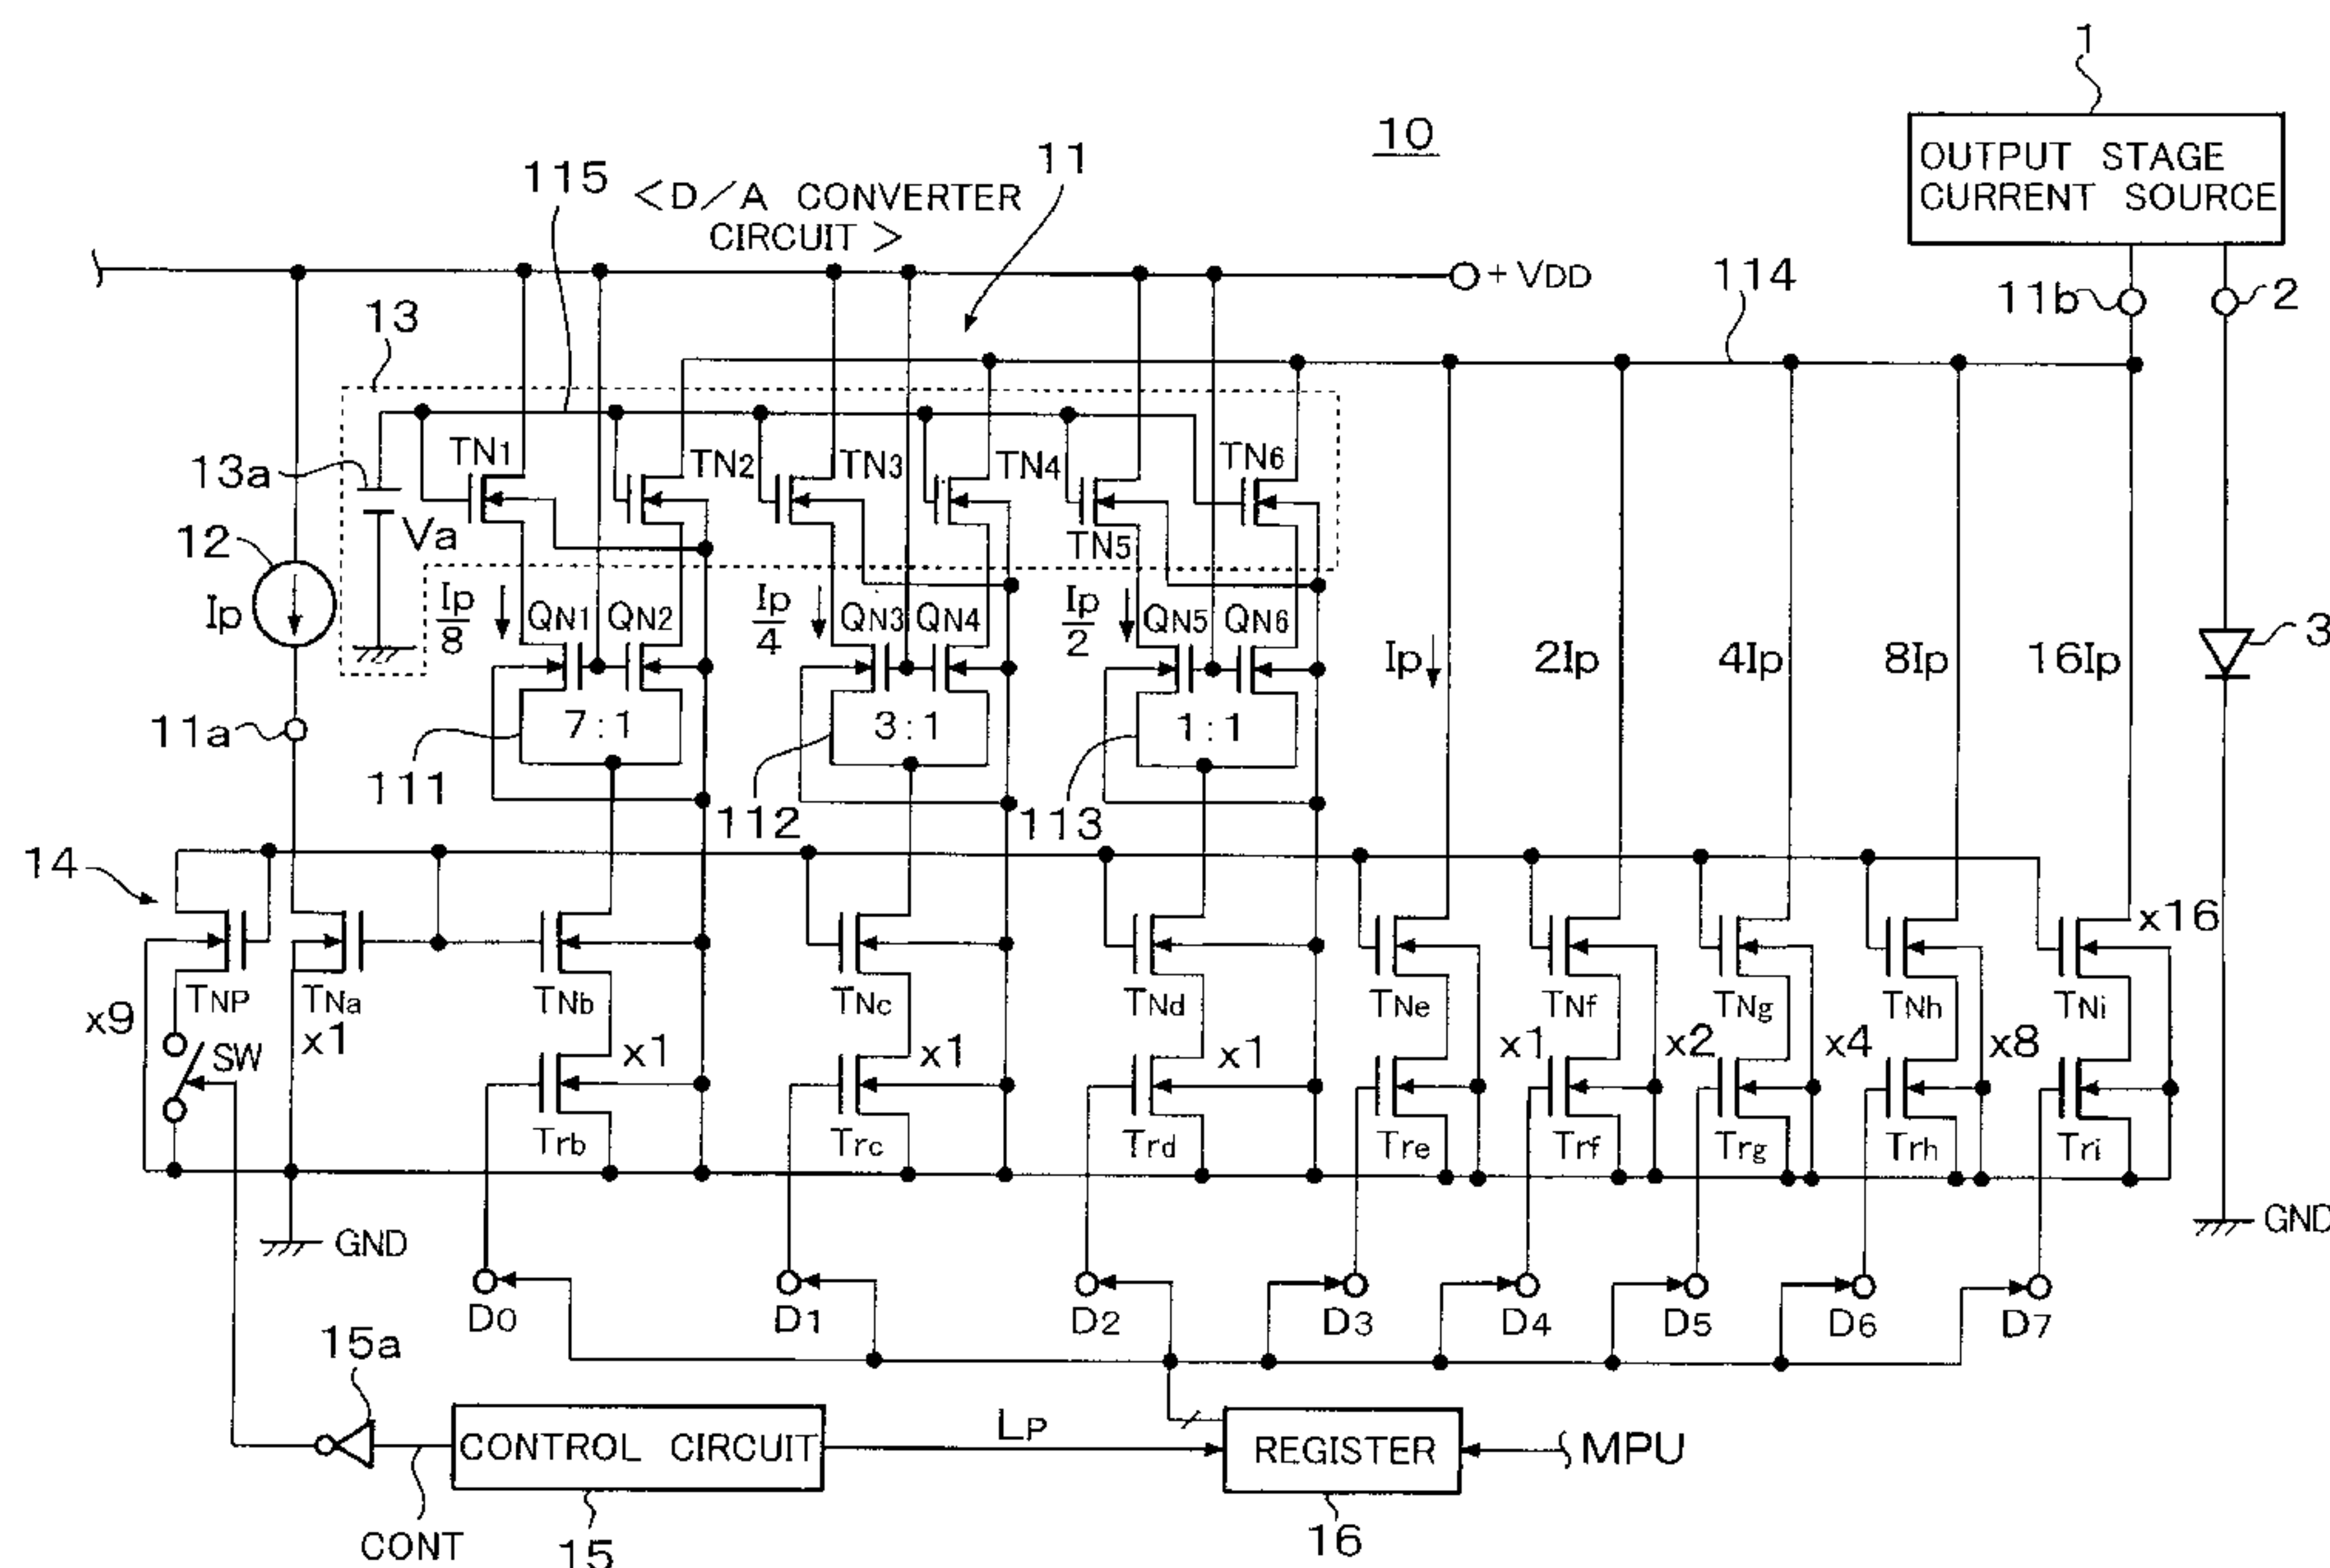 1
10
OUTPUT STAGE
CURRENT SOURCE
115
<D/A CONVERTER
CIRCUIT>
11
+VDD
114
11b
2
13
13a
TN1
TN2
TN3
TN4
TN5
TN6
Va
12
Ip
Ip/8
QN1
QN2
Ip/4
QN3
QN4
Ip/2
QN5
QN6
Ip
2Ip
4Ip
8Ip
16Ip
3
11a
7:1
3:1
1:1
111
112
113
14
x16
TNP
TNa
TNb
TNc
TNd
TNe
TNf
TNg
TNh
TNi
x9
SW
x1
x1
x1
x1
x1
x2
x4
x8
Trb
Trc
Trd
Tre
Trf
Trg
Trh
Tri
GND
GND
D0
D1
D2
D3
D4
D5
D6
D7
15a
CONTROL CIRCUIT
LP
REGISTER
MPU
CONT
15
16